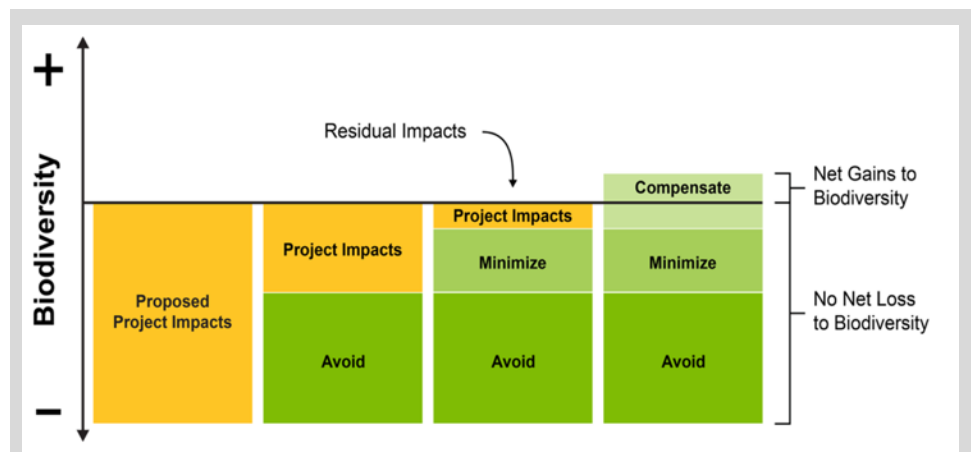 +
Biodiversity
−
Residual Impacts
Compensate
Net Gains to
Biodiversity
Project Impacts
Project Impacts
Minimize
Minimize
Proposed
Project Impacts
No Net Loss
to Biodiversity
Avoid
Avoid
Avoid